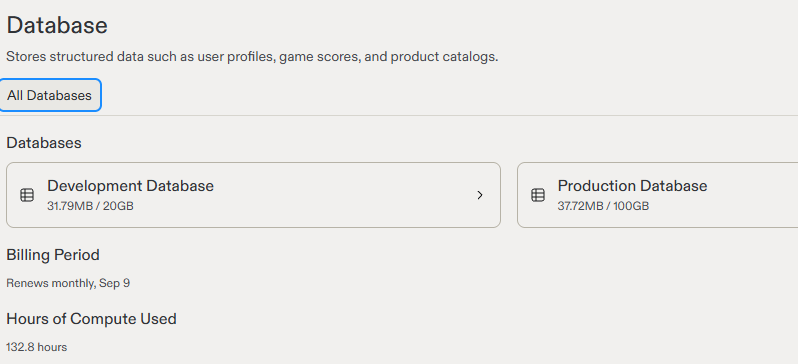 Database
Stores structured data such as user profiles, game scores, and product catalogs.
All Databases
Databases
Development Database
31.79MB / 20GB
Production Database
37.72MB / 100GB
Billing Period
Renews monthly, Sep 9
Hours of Compute Used
132.8 hours